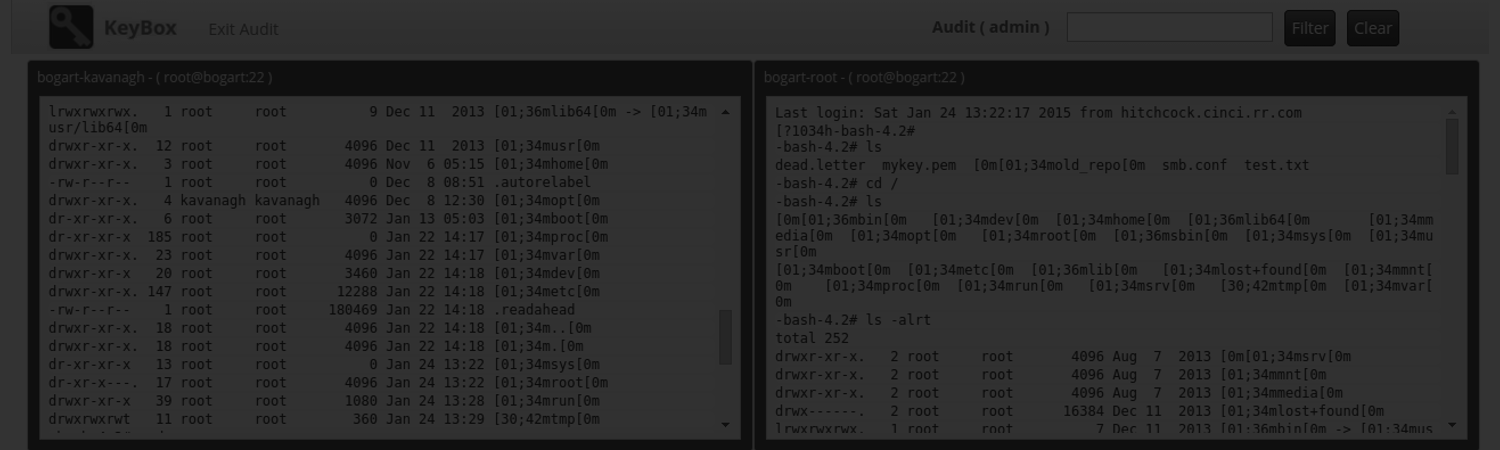 KeyBox Exit Audit Audit ( admin ) Filter Clear
bogart-kavanagh - ( root@bogart:22 )
lrwxrwxrwx. 1 root root 9 Dec 11 2013 [01;36mlib64[0m -> [01;34m
usr/lib64[0m
drwxr-xr-x. 12 root root 4096 Dec 11 2013 [01;34musr[0m
drwxr-xr-x. 3 root root 4096 Nov 6 05:15 [01;34mhome[0m
-rw-r--r-- 1 root root 0 Dec 8 08:51 .autorelabel
drwxr-xr-x. 4 kavanagh kavanagh 4096 Dec 8 12:30 [01;34mopt[0m
dr-xr-xr-x. 6 root root 3072 Jan 13 05:03 [01;34mboot[0m
dr-xr-xr-x 185 root root 0 Jan 22 14:17 [01;34mproc[0m
drwxr-xr-x. 23 root root 4096 Jan 22 14:17 [01;34mvar[0m
drwxr-xr-x 20 root root 3460 Jan 22 14:18 [01;34mdev[0m
drwxr-xr-x. 147 root root 12288 Jan 22 14:18 [01;34metc[0m
-rw-r--r-- 1 root root 180469 Jan 22 14:18 .readahead
drwxr-xr-x. 18 root root 4096 Jan 22 14:18 [01;34m..[0m
drwxr-xr-x. 18 root root 4096 Jan 22 14:18 [01;34m.[0m
dr-xr-xr-x 13 root root 0 Jan 24 13:22 [01;34msys[0m
dr-xr-x---. 17 root root 4096 Jan 24 13:22 [01;34mroot[0m
drwxr-xr-x 39 root root 1080 Jan 24 13:28 [01;34mrun[0m
drwxrwxrwt 11 root root 360 Jan 24 13:29 [30;42mtmp[0m
bogart-root - ( root@bogart:22 )
Last login: Sat Jan 24 13:22:17 2015 from hitchcock.cinci.rr.com
[?1034h-bash-4.2#
-bash-4.2# ls
dead.letter mykey.pem [0m[01;34mold_repo[0m smb.conf test.txt
-bash-4.2# cd /
-bash-4.2# ls
[0m[01;36mbin[0m [01;34mdev[0m [01;34mhome[0m [01;36mlib64[0m [01;34mm
edia[0m [01;34mopt[0m [01;34mroot[0m [01;36msbin[0m [01;34msys[0m [01;34mu
sr[0m
[01;34mboot[0m [01;34metc[0m [01;36mlib[0m [01;34mlost+found[0m [01;34mmnt[
0m [01;34mproc[0m [01;34mrun[0m [01;34msrv[0m [30;42mtmp[0m [01;34mvar[
0m
-bash-4.2# ls -alrt
total 252
drwxr-xr-x. 2 root root 4096 Aug 7 2013 [0m[01;34msrv[0m
drwxr-xr-x. 2 root root 4096 Aug 7 2013 [01;34mmnt[0m
drwxr-xr-x. 2 root root 4096 Aug 7 2013 [01;34mmedia[0m
drwx------. 2 root root 16384 Dec 11 2013 [01;34mlost+found[0m
lrwxrwxrwx. 1 root root 7 Dec 11 2013 [01;36mbin[0m -> [01;34mus